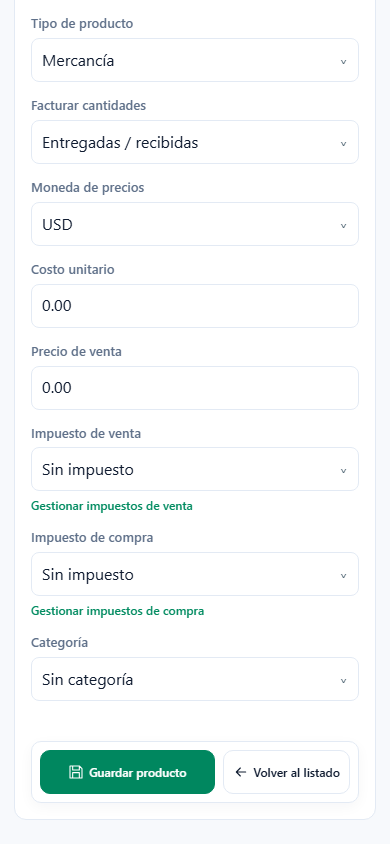 Tipo de producto
Mercancía
Facturar cantidades
Entregadas / recibidas
Moneda de precios
USD
Costo unitario
0.00
Precio de venta
0.00
Impuesto de venta
Sin impuesto
Gestionar impuestos de venta
Impuesto de compra
Sin impuesto
Gestionar impuestos de compra
Categoría
Sin categoría
Guardar producto
Volver al listado